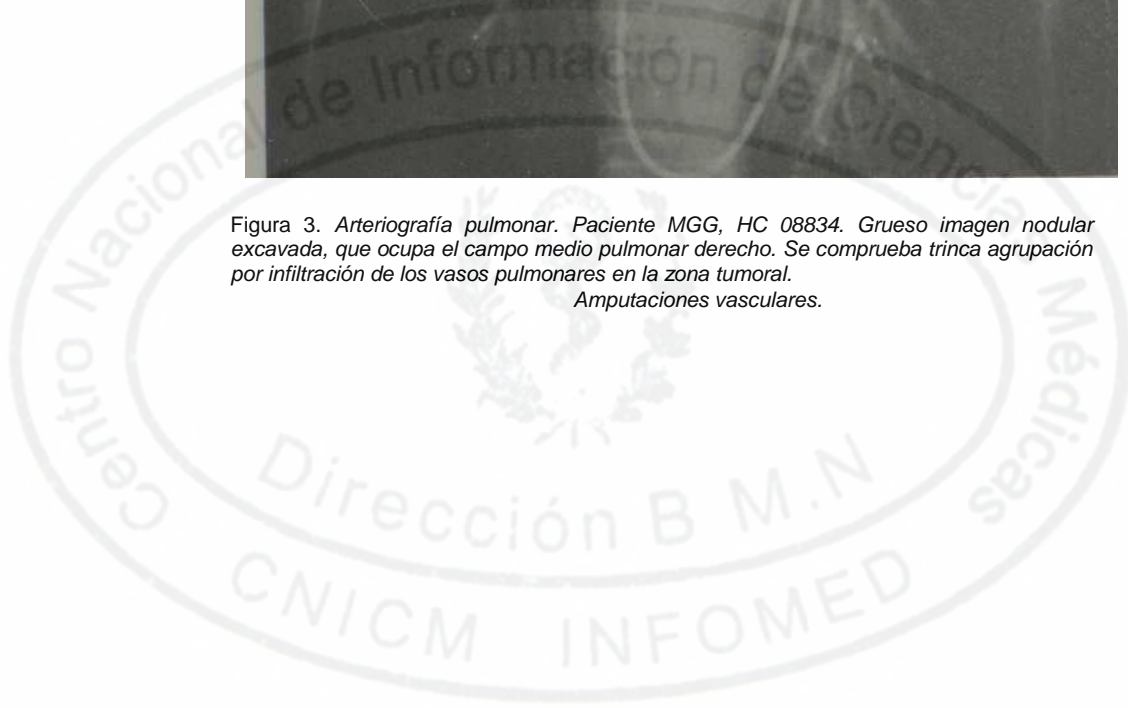 Figura 3. Arteriografía pulmonar. Paciente MGG, HC 08834. Grueso imagen nodular
excavada, que ocupa el campo medio pulmonar derecho. Se comprueba trinca agrupación
por infiltración de los vasos pulmonares en la zona tumoral.
Amputaciones vasculares.
Centro Nacional de Información de Ciencias Médicas
Dirección B M.N
CNICM INFOMED